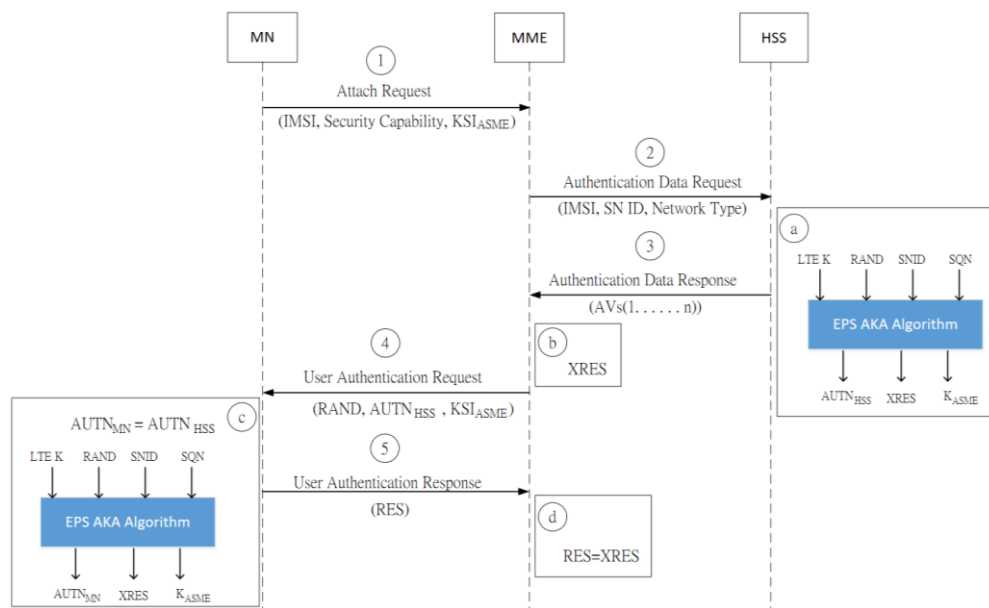 MN
MME
HSS
1
Attach Request
(IMSI, Security Capability, KSI_ASME)
2
Authentication Data Request
(IMSI, SN ID, Network Type)
a
LTE K RAND SNID SQN
EPS AKA Algorithm
AUTN_HSS XRES K_ASME
3
Authentication Data Response
(AVs(1......n))
b
XRES
4
User Authentication Request
(RAND, AUTN_HSS , KSI_ASME)
c
AUTN_MN = AUTN_HSS
LTE K RAND SNID SQN
EPS AKA Algorithm
AUTN_MN XRES K_ASME
5
User Authentication Response
(RES)
d
RES=XRES